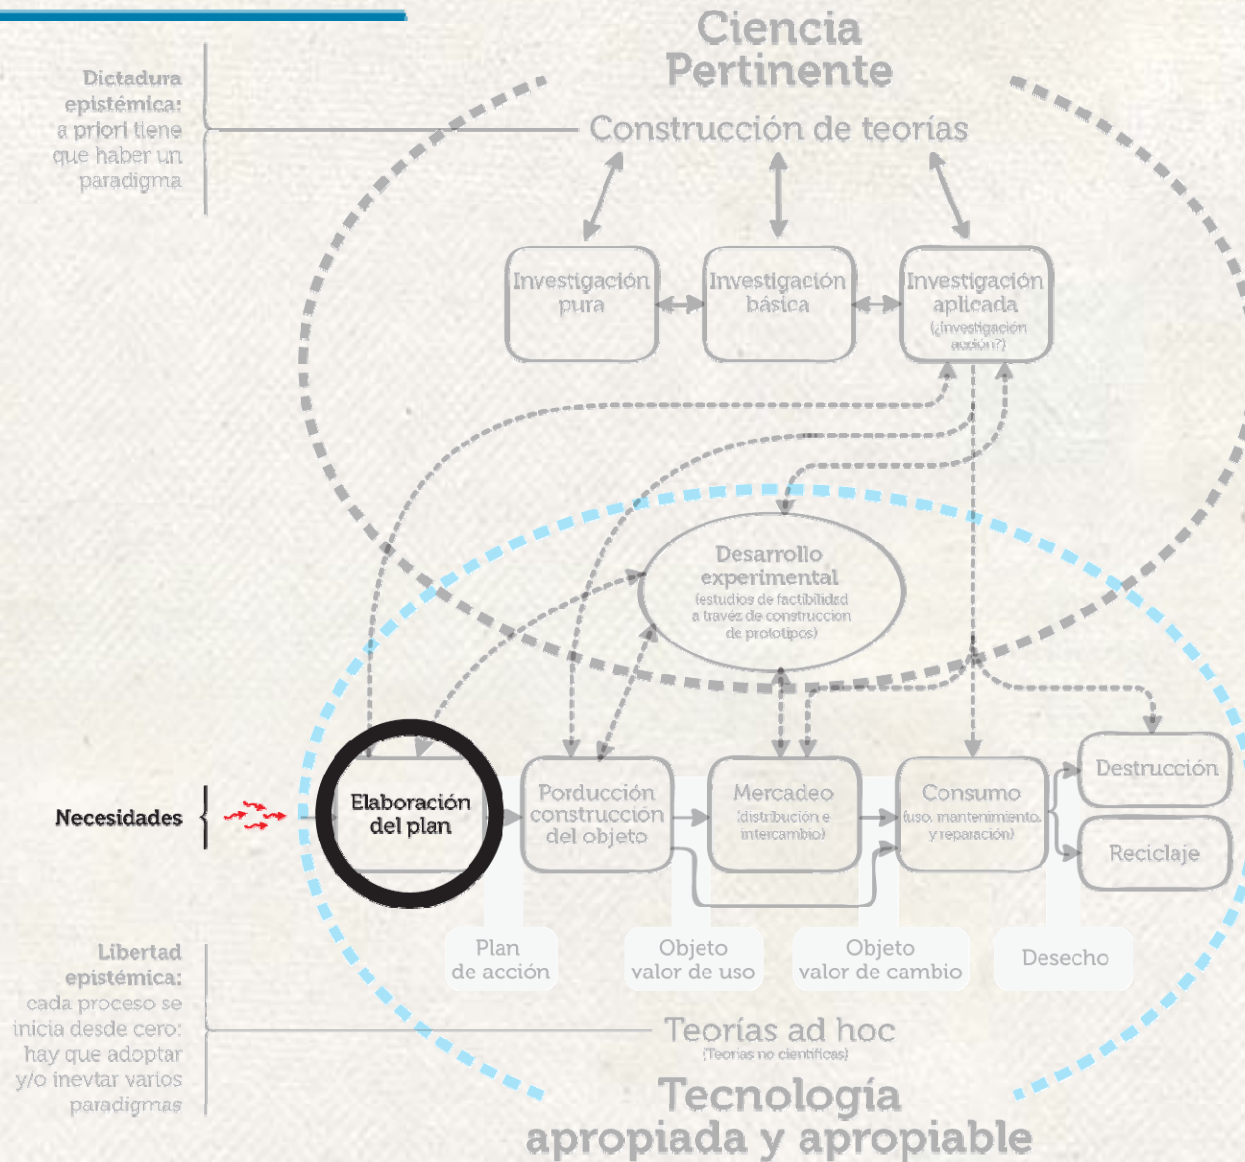 Ciencia
Pertinente
Dictadura
epistémica:
a priori tiene
que haber un
paradigma
Construcción de teorías
Investigación
pura
Investigación
básica
Investigación
aplicada
(¿Investigación
acción?)
Desarrollo
experimental
(estudios de factibilidad
a travéz de construccion
de prototipos)
Necesidades
Elaboración
del plan
Porducción
construcción
del objeto
Mercadeo
(distribución e
intercambio)
Consumo
(uso, mantenimiento,
y reparación)
Destrucción
Reciclaje
Plan
de acción
Objeto
valor de uso
Objeto
valor de cambio
Desecho
Libertad
epistémica:
cada proceso se
inicia desde cero:
hay que adoptar
y/o inevtar varios
paradigmas
Teorías ad hoc
(Teorías no científicas)
Tecnología
apropiada y apropiable